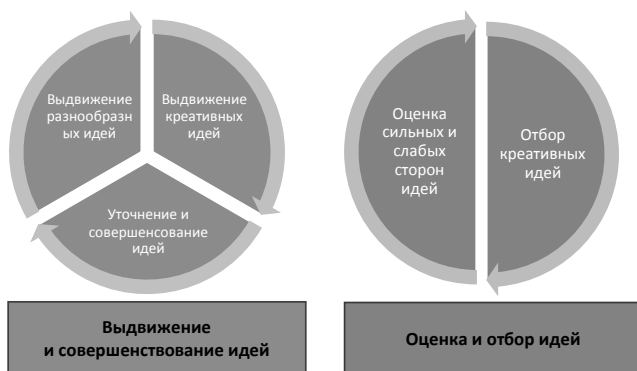 Выдвижение
разнообразн
ых идей
Выдвижение
креативных
идей
Уточнение и
совершенсование
идей
Оценка
сильных и
слабых
сторон
идей
Отбор
креативных
идей
Выдвижение
и совершенствование идей
Оценка и отбор идей